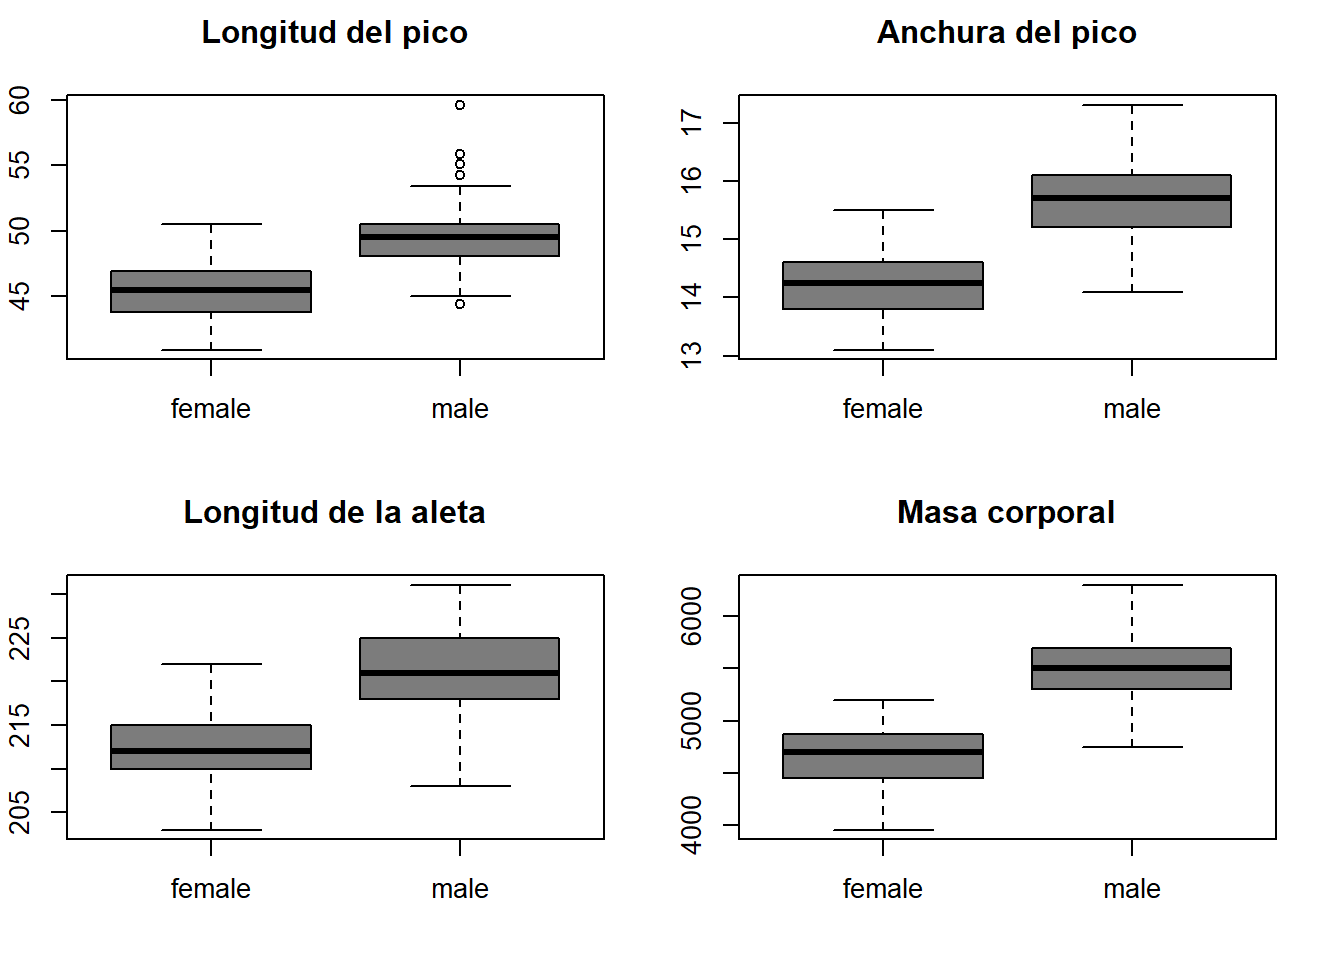 Longitud del pico
60
55
50
45
female male
Anchura del pico
17
16
15
14
13
female male
Longitud de la aleta
225
215
205
female male
Masa corporal
6000
5000
4000
female male